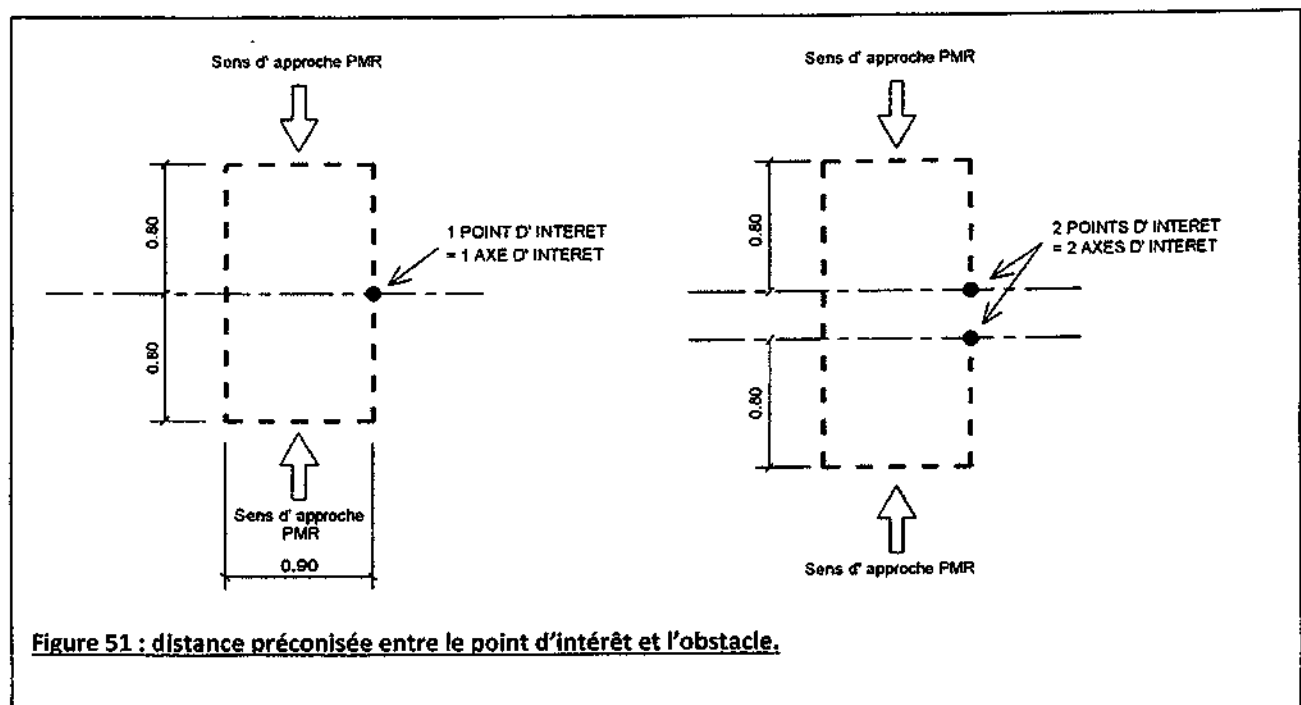 Sens d' approche PMR
0.80
0.80
1 POINT D' INTERET
= 1 AXE D' INTERET
Sens d' approche
PMR
0.90
Sens d' approche PMR
0.80
0.80
2 POINTS D' INTERET
= 2 AXES D' INTERET
Sens d' approche PMR
Figure 51 : distance préconisée entre le point d'intérêt et l'obstacle.